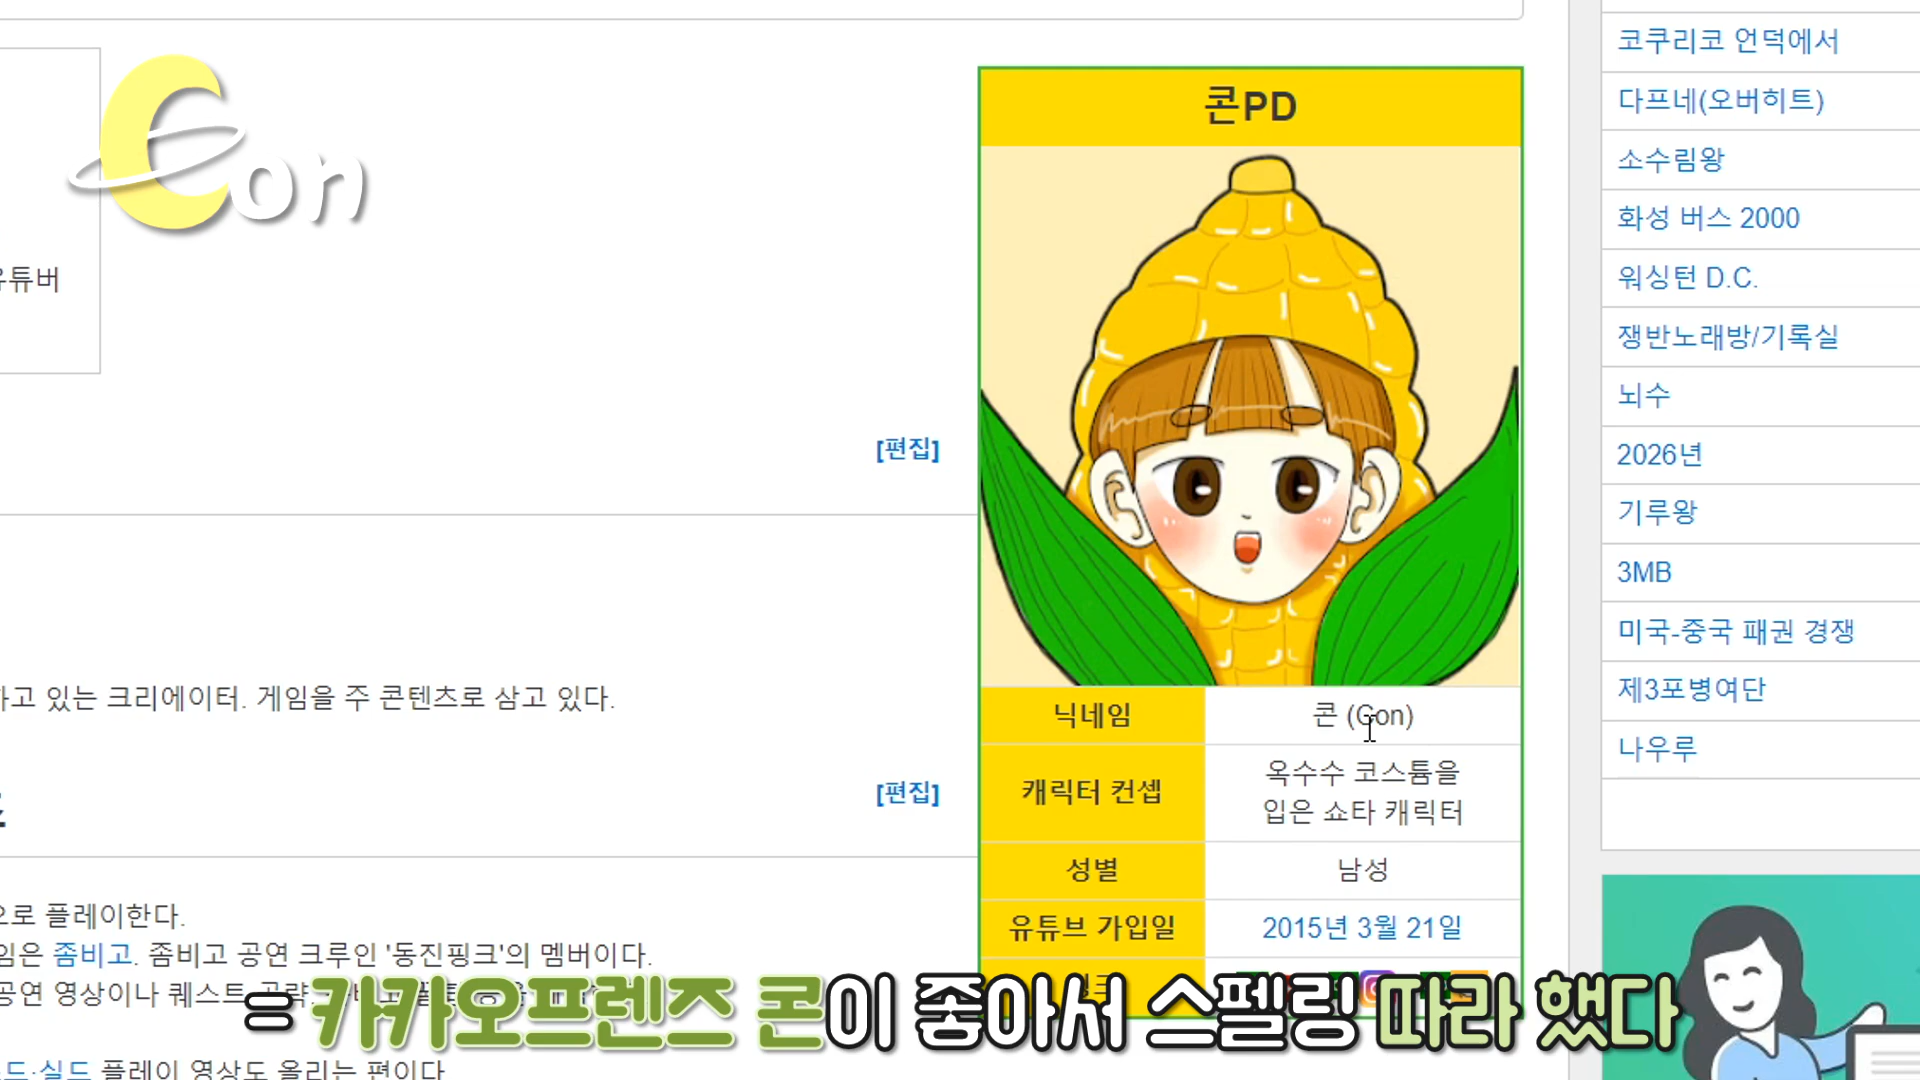 Con
유튜버
[편집]
하고 있는 크리에이터. 게임을 주 콘텐츠로 삼고 있다.
[편집]
으로 플레이한다.
임은 좀비고. 좀비고 공연 크루인 '동진핑크'의 멤버이다.
공연 영상이나 퀘스트
드·실드 플레이 영상도 올리는 편이다
콘PD
닉네임 콘 (Con)
캐릭터 컨셉 옥수수 코스튬을
입은 쇼타 캐릭터
성별 남성
유튜브 가입일 2015년 3월 21일
= 카카오프렌즈 콘이 좋아서 스펠링 따라 했다
코쿠리코 언덕에서
다프네(오버히트)
소수림왕
화성 버스 2000
워싱턴 D.C.
쟁반노래방/기록실
뇌수
2026년
기루왕
3MB
미국-중국 패권 경쟁
제3포병여단
나우루